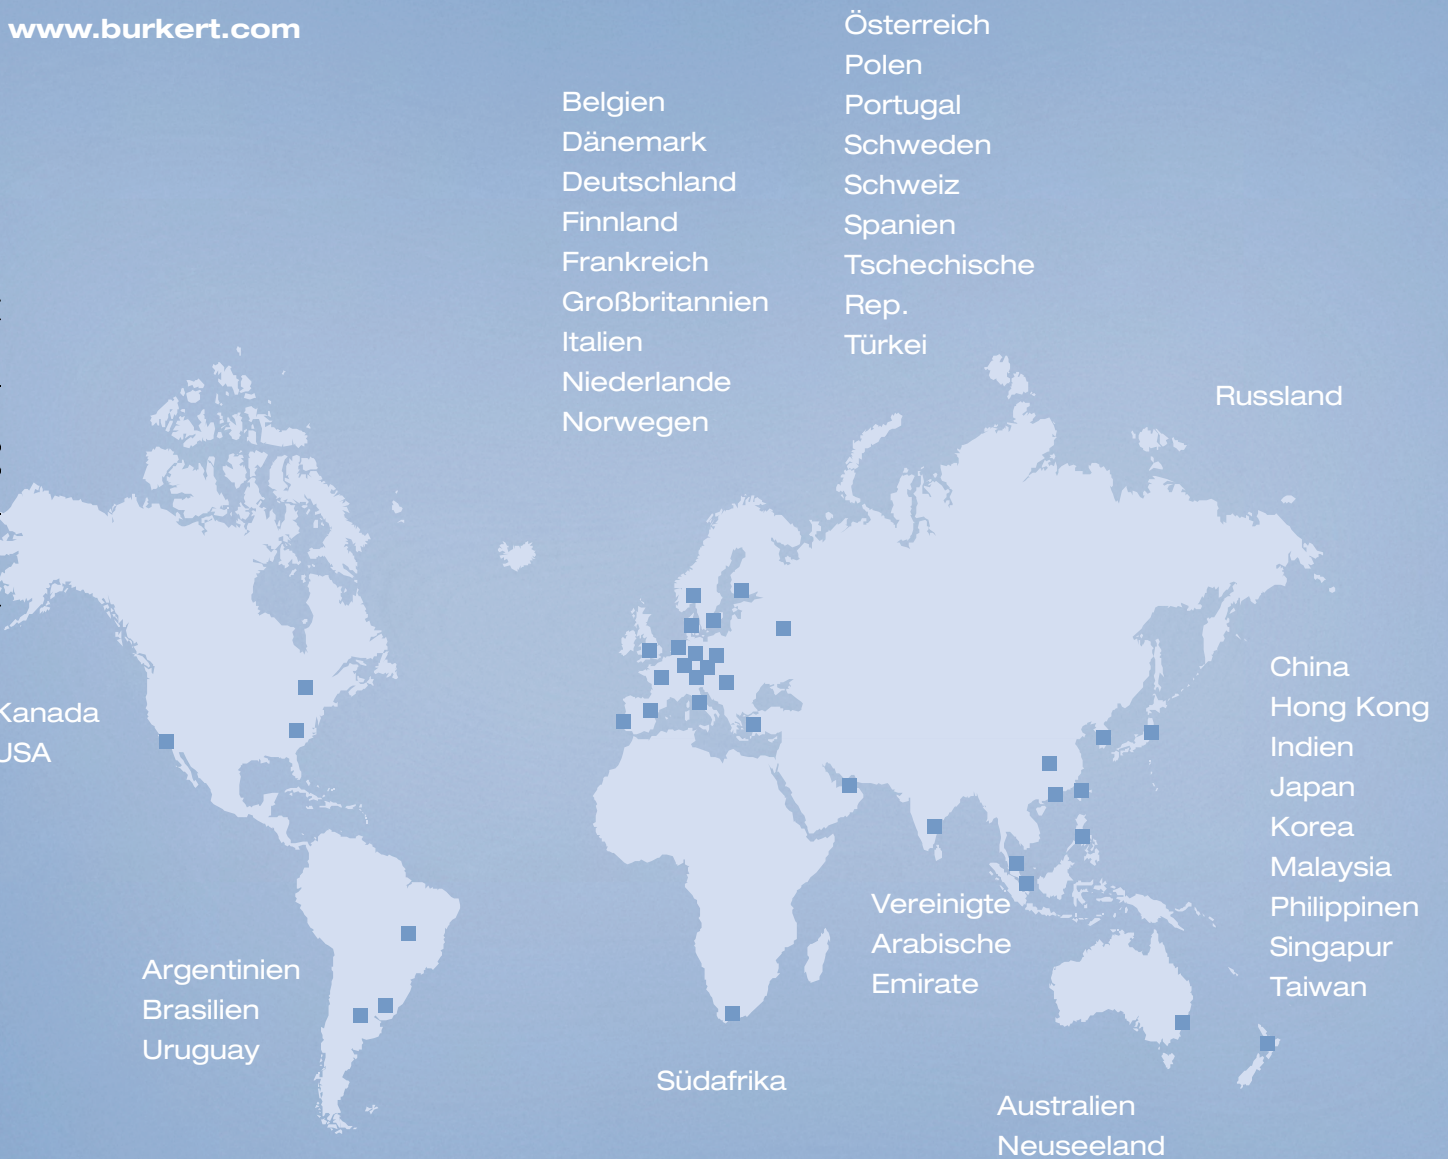 www.burkert.com
Belgien
Dänemark
Deutschland
Finnland
Frankreich
Großbritannien
Italien
Niederlande
Norwegen
Österreich
Polen
Portugal
Schweden
Schweiz
Spanien
Tschechische
Rep.
Türkei
Russland
Kanada
USA
China
Hong Kong
Indien
Japan
Korea
Malaysia
Philippinen
Singapur
Taiwan
Vereinigte
Arabische
Emirate
Argentinien
Brasilien
Uruguay
Südafrika
Australien
Neuseeland